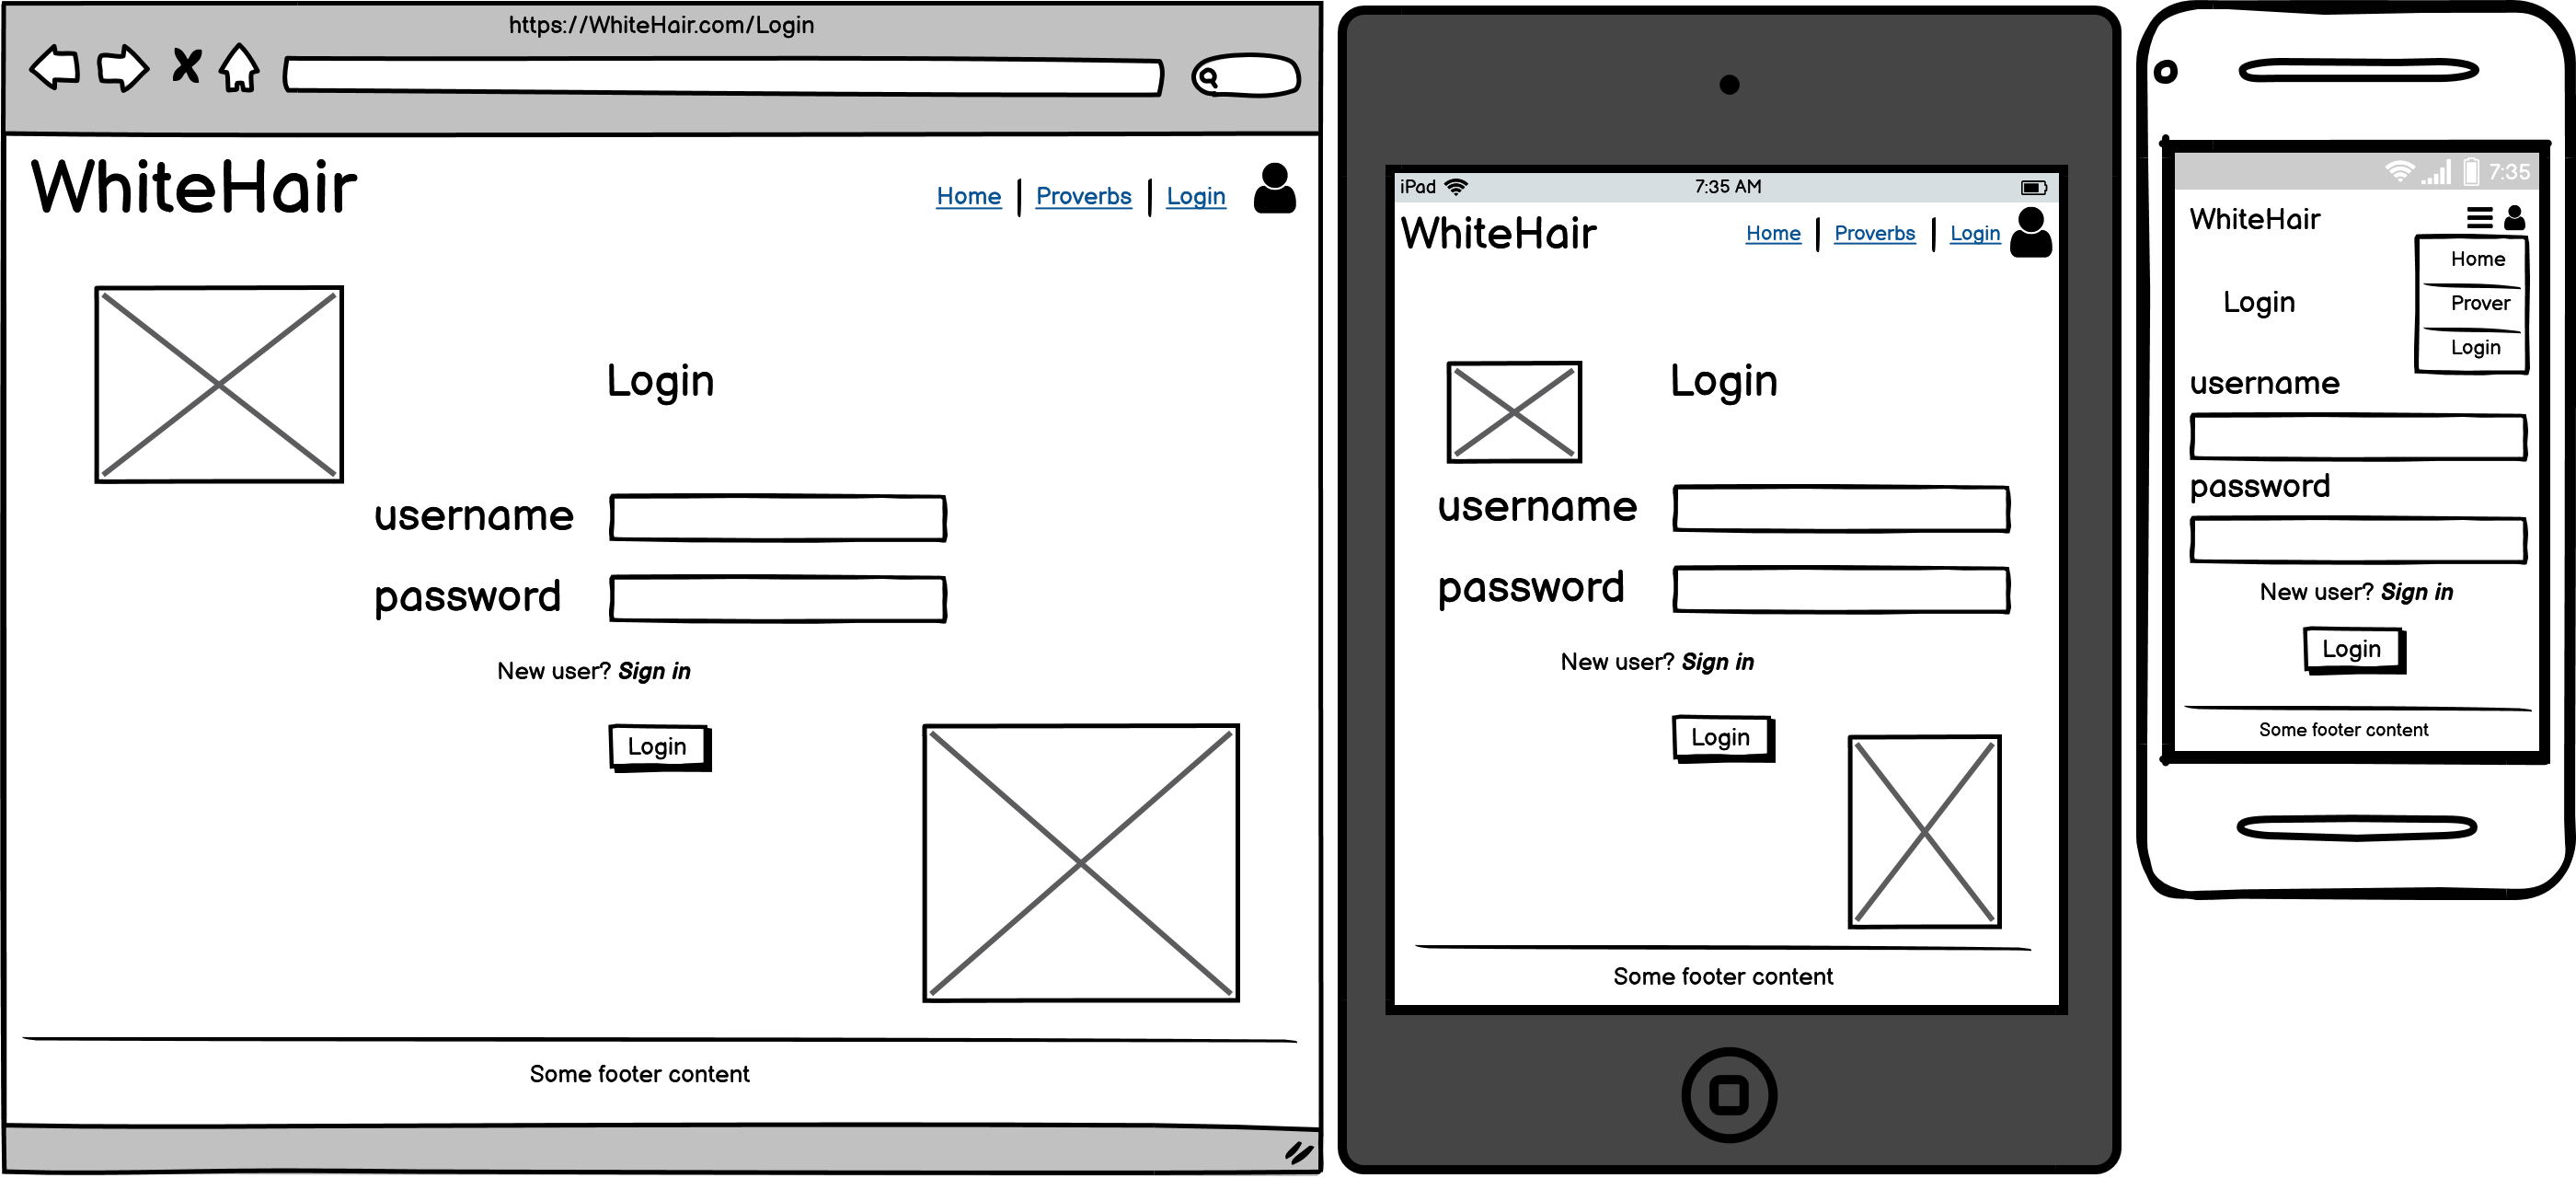 https://WhiteHair.com/Login
WhiteHair
Home | Proverbs | Login
Login
username
password
New user? Sign in
Login
Some footer content
iPad 7:35 AM
WhiteHair
Home | Proverbs | Login
Login
username
password
New user? Sign in
Login
Some footer content
7:35
WhiteHair
Home
Prover
Login
Login
username
password
New user? Sign in
Login
Some footer content